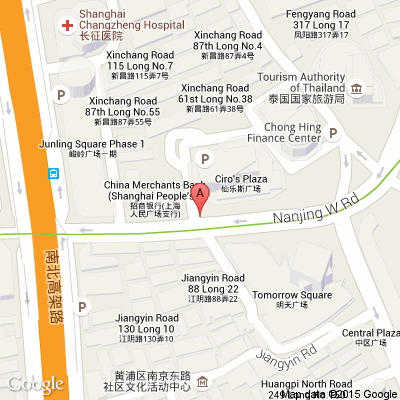 Shanghai
Changzheng Hospital
长征医院
Fengyang Road
317 Long 17
凤阳路317弄17
Xinchang Road
87th Long No.4
新昌路87弄4号
Xinchang Road
115 Long No.7
新昌路115弄7号
Tourism Authority
of Thailand
泰国国家旅游局
Xinchang Road
61st Long No.38
新昌路61弄38号
Xinchang Road
87th Long No.55
新昌路87弄55号
P
Chong Hing
Finance Center
P
Junling Square Phase 1
峻岭广场一期
P
Ciro's Plaza
仙乐斯广场
China Merchants Bank
(Shanghai People's
招商银行(上海
人民广场支行)
A
Nanjing W Rd
南北高架路
Jiangyin Road
88 Long 22
江阴路88弄22
P
Tomorrow Square
明天广场
Jiangyin Road
130 Long 10
江阴路130弄10
Jiangyin Rd
Central Plaza
中区广场
P
黄浦区南京东路
社区文化活动中心
Huangpi North Road
Map data ©2015